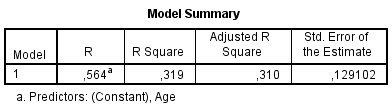 Model Summary
Model R R Square Adjusted R Square Std. Error of the Estimate
1 ,564a ,319 ,310 ,129102
a. Predictors: (Constant), Age